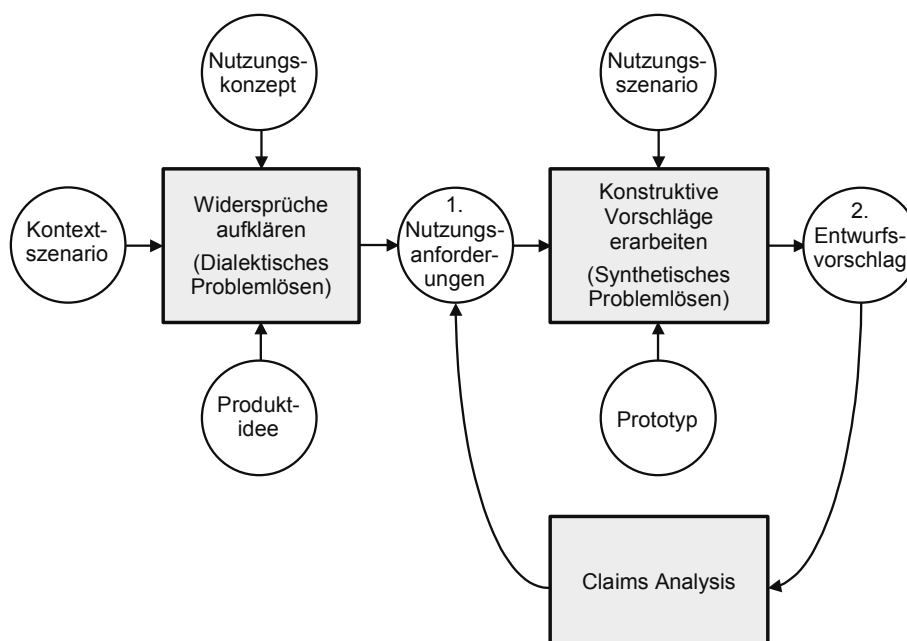 Nutzungs-
konzept
Nutzungs-
szenario
Kontext-
szenario
Widersprüche
aufklären
(Dialektisches
Problemlösen)
1.
Nutzungs-
anforder-
ungen
Konstruktive
Vorschläge
erarbeiten
(Synthetisches
Problemlösen)
2.
Entwurfs-
vorschlag
Produkt-
idee
Prototyp
Claims Analysis